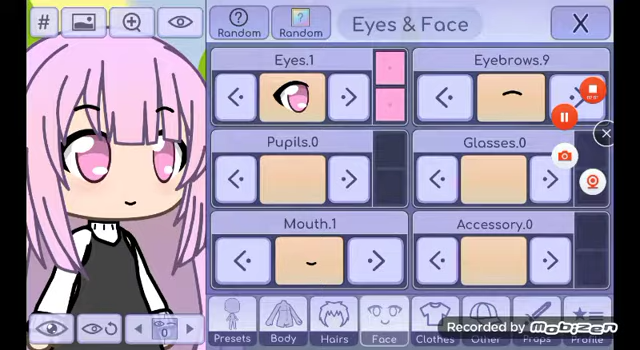 #
?
Random
?
Random
Eyes & Face
X
Eyes.1
Eyebrows.9
Pupils.0
Glasses.0
Mouth.1
Accessory.0
0
Presets
Body
Hairs
Face
Clothes
Other
Props
Profile
Recorded by Mobizen